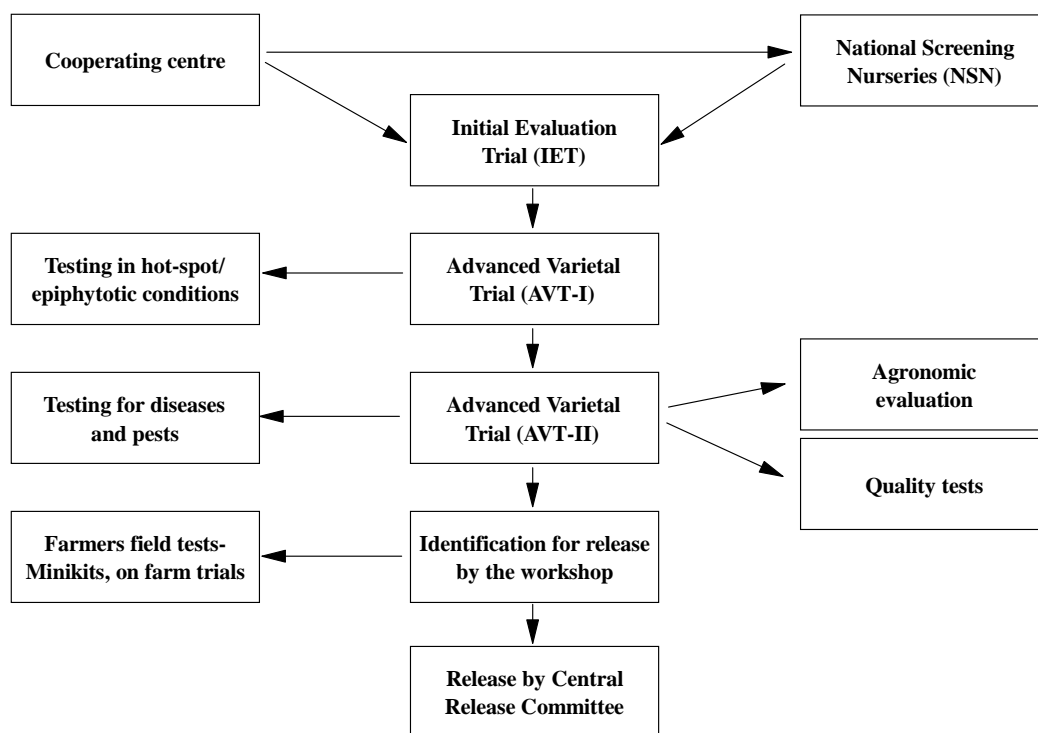 Cooperating centre
National Screening
Nurseries (NSN)
Initial Evaluation
Trial (IET)
Testing in hot-spot/
epiphytotic conditions
Advanced Varietal
Trial (AVT-I)
Agronomic
evaluation
Testing for diseases
and pests
Advanced Varietal
Trial (AVT-II)
Quality tests
Farmers field tests-
Minikits, on farm trials
Identification for release
by the workshop
Release by Central
Release Committee